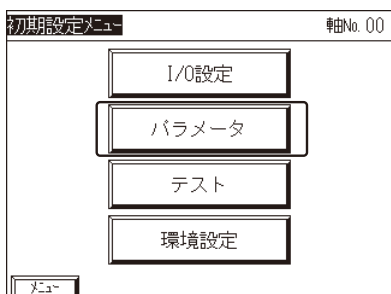 初期設定メニュー 軸No. 00
I/O設定
パラメータ
テスト
環境設定
メニュー